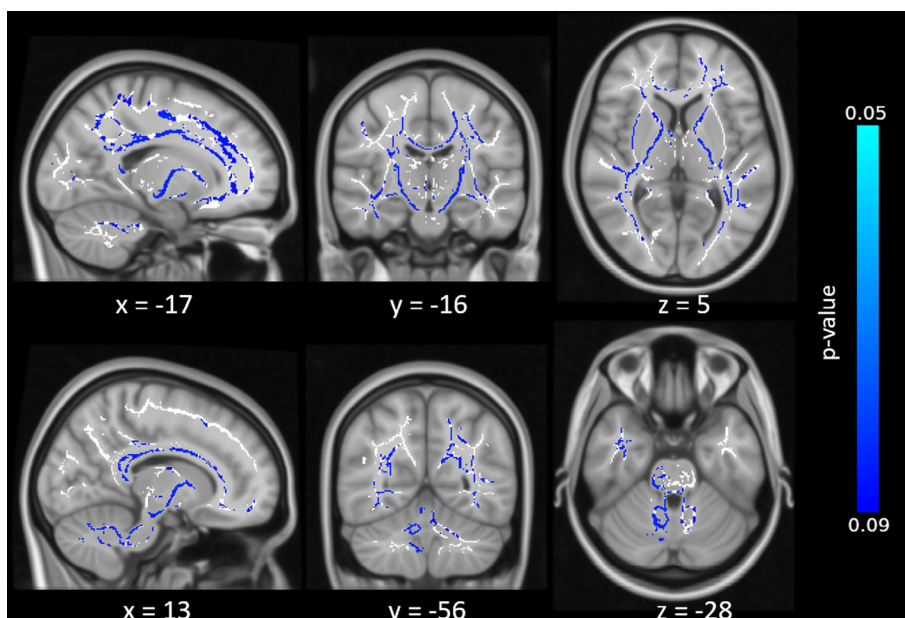 x = -17
y = -16
z = 5
0.05
p-value
0.09
x = 13
y = -56
z = -28